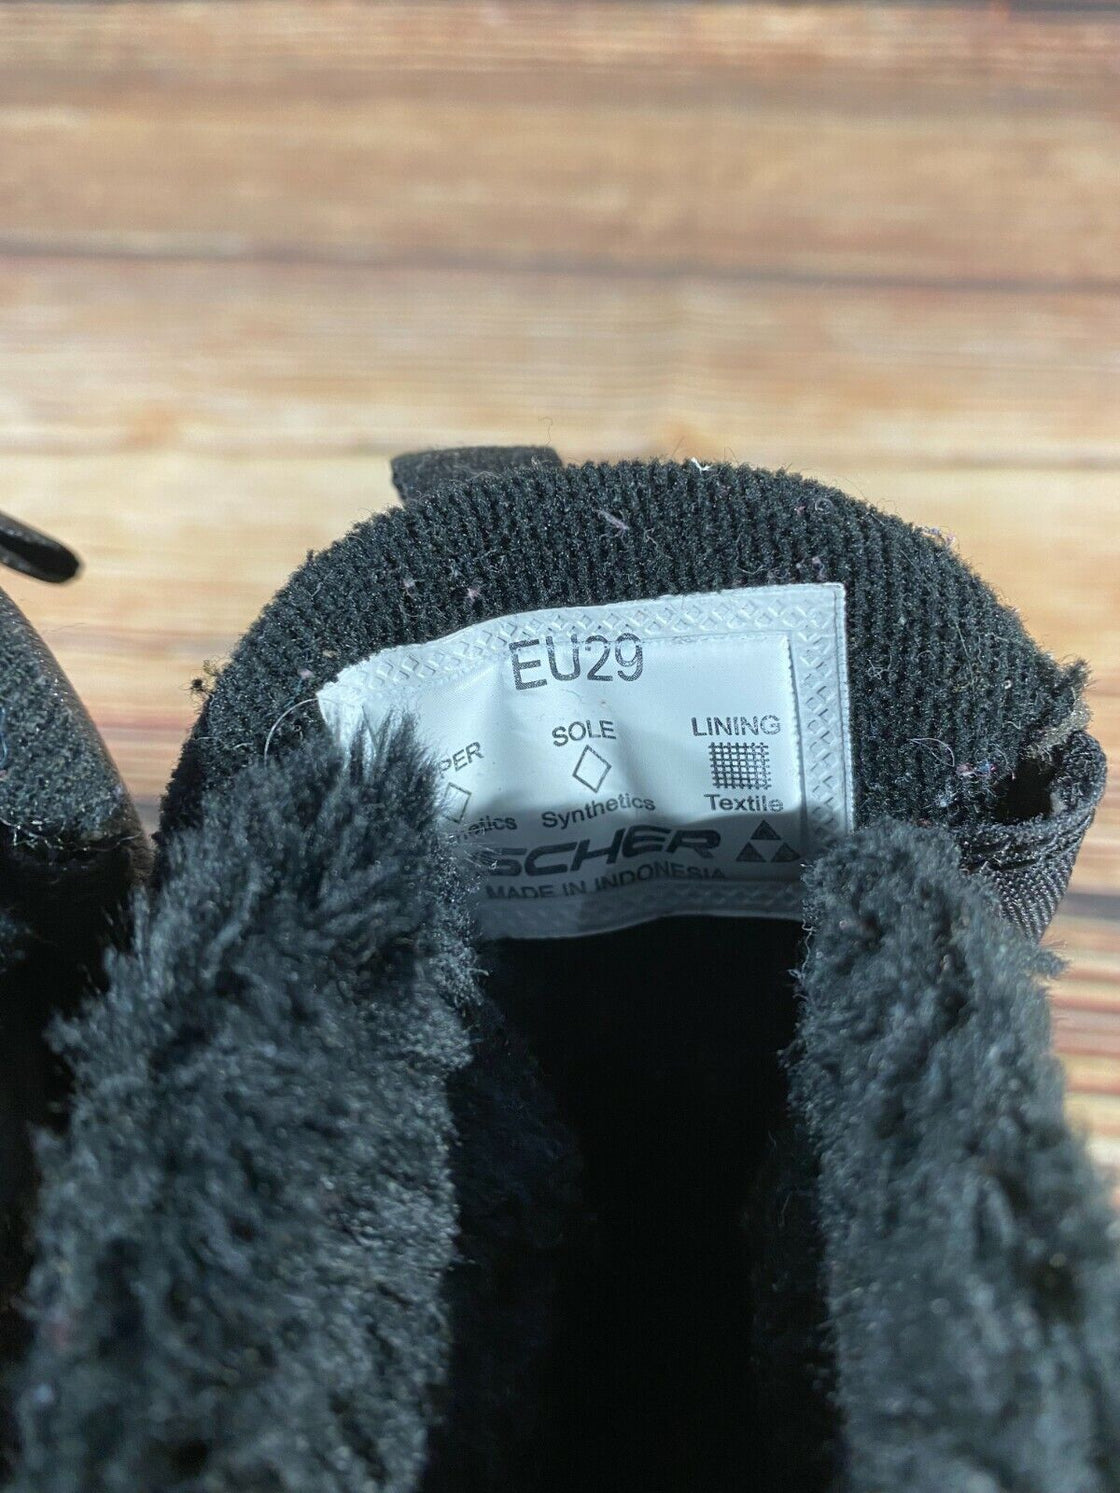 EU29
SOLE LINING
Synthetics Textile
MADE IN INDONESIA